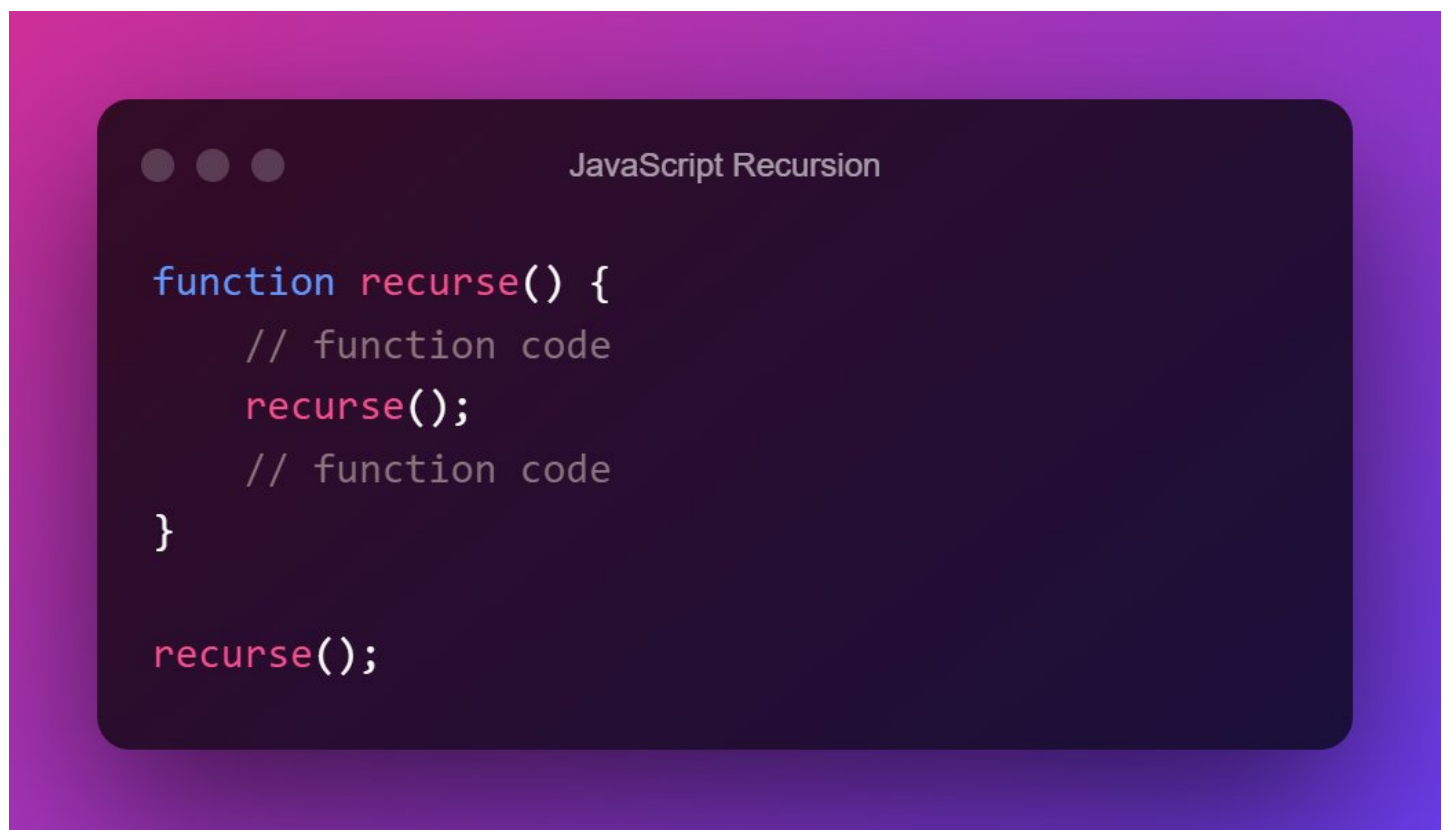 JavaScript Recursion
function recurse() {
    // function code
    recurse();
    // function code
}
recurse();